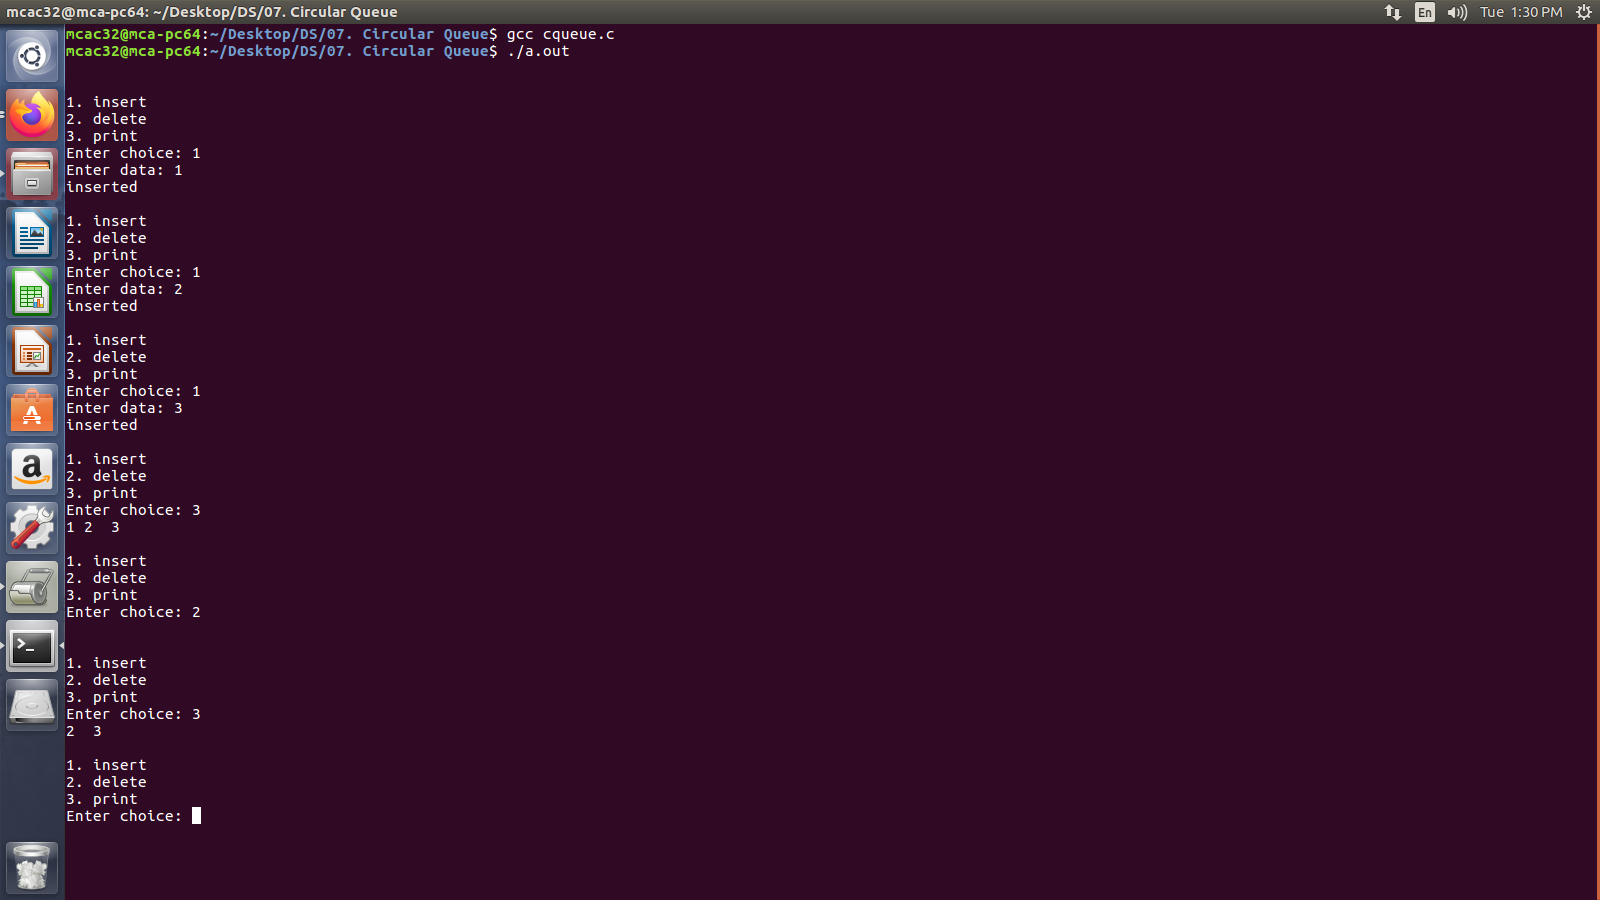 mcac32@mca-pc64: ~/Desktop/DS/07. Circular Queue
En
Tue 1:30 PM
mcac32@mca-pc64:~/Desktop/DS/07. Circular Queue$ gcc cqueue.c
mcac32@mca-pc64:~/Desktop/DS/07. Circular Queue$ ./a.out
1. insert
2. delete
3. print
Enter choice: 1
Enter data: 1
inserted
1. insert
2. delete
3. print
Enter choice: 1
Enter data: 2
inserted
1. insert
2. delete
3. print
Enter choice: 1
Enter data: 3
inserted
1. insert
2. delete
3. print
Enter choice: 3
1 2  3
1. insert
2. delete
3. print
Enter choice: 2
1. insert
2. delete
3. print
Enter choice: 3
2  3
1. insert
2. delete
3. print
Enter choice: